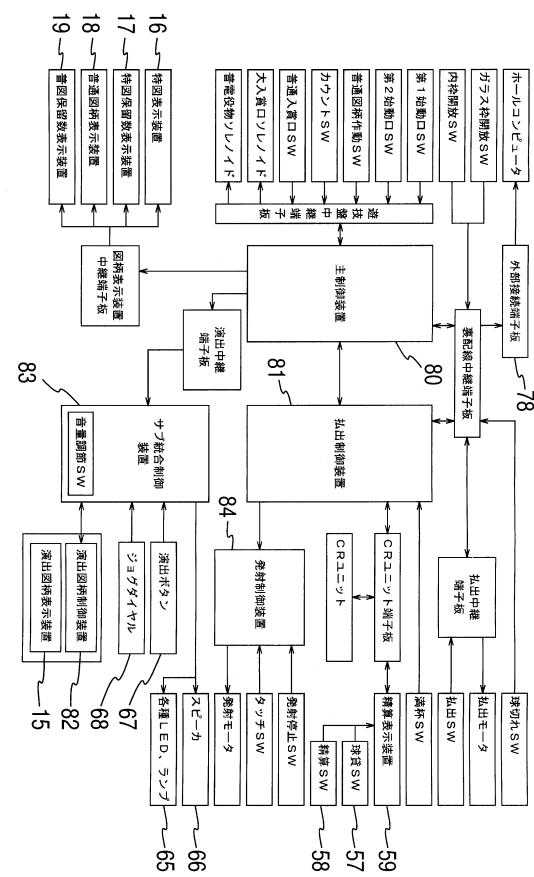 ホールコンピュータ
ガラス枠開放SW
内枠開放SW
第1始動口SW
第2始動口SW
普通図柄作動SW
カウントSW
普通入賞口SW
大入賞口ソレノイド
普電役物ソレノイド
16
特図表示装置
17
特図保留数表示装置
18
普通図柄表示装置
19
普図保留数表示装置
外部接続端子板
78
遊技盤中継端子板
図柄表示装置
中継端子板
裏配線中継端子板
主制御装置
80
演出中継
端子板
81
払出制御装置
83
サブ統合制御
装置
音量調節SW
払出中継
端子板
CRユニット端子板
CRユニット
84
発射制御装置
演出ボタン
67
ジョグダイヤル
68
演出図柄制御装置
82
演出図柄表示装置
15
球切れSW
払出モータ
払出SW
満杯SW
精算表示装置
59
球貸SW
57
精算SW
58
発射停止SW
タッチSW
発射モータ
スピーカ
66
各種LED、ランプ
65